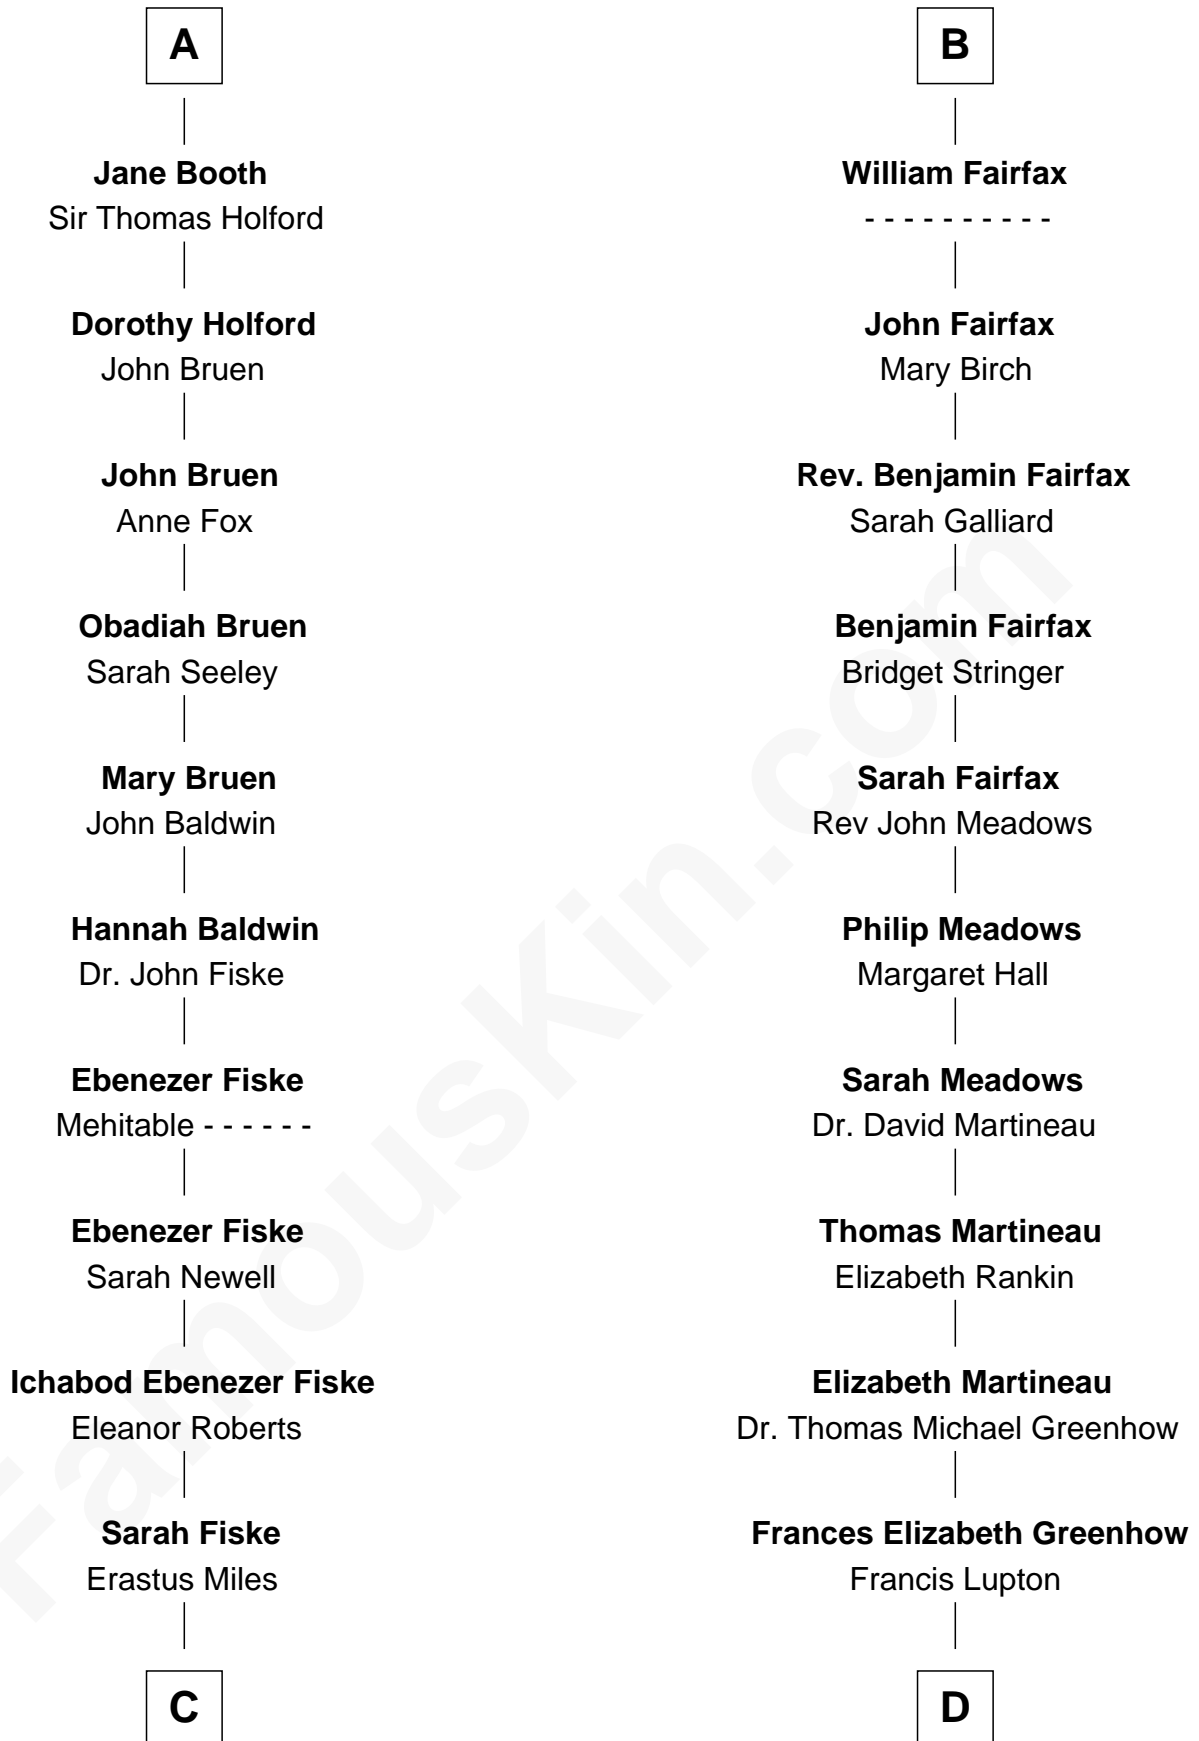 A
Jane Booth
Sir Thomas Holford
Dorothy Holford
John Bruen
John Bruen
Anne Fox
Obadiah Bruen
Sarah Seeley
Mary Bruen
John Baldwin
Hannah Baldwin
Dr. John Fiske
Ebenezer Fiske
Mehitable - - - - - -
Ebenezer Fiske
Sarah Newell
Ichabod Ebenezer Fiske
Eleanor Roberts
Sarah Fiske
Erastus Miles
C
B
William Fairfax
- - - - - - - - - -
John Fairfax
Mary Birch
Rev. Benjamin Fairfax
Sarah Galliard
Benjamin Fairfax
Bridget Stringer
Sarah Fairfax
Rev John Meadows
Philip Meadows
Margaret Hall
Sarah Meadows
Dr. David Martineau
Thomas Martineau
Elizabeth Rankin
Elizabeth Martineau
Dr. Thomas Michael Greenhow
Frances Elizabeth Greenhow
Francis Lupton
D
FamousKin.com